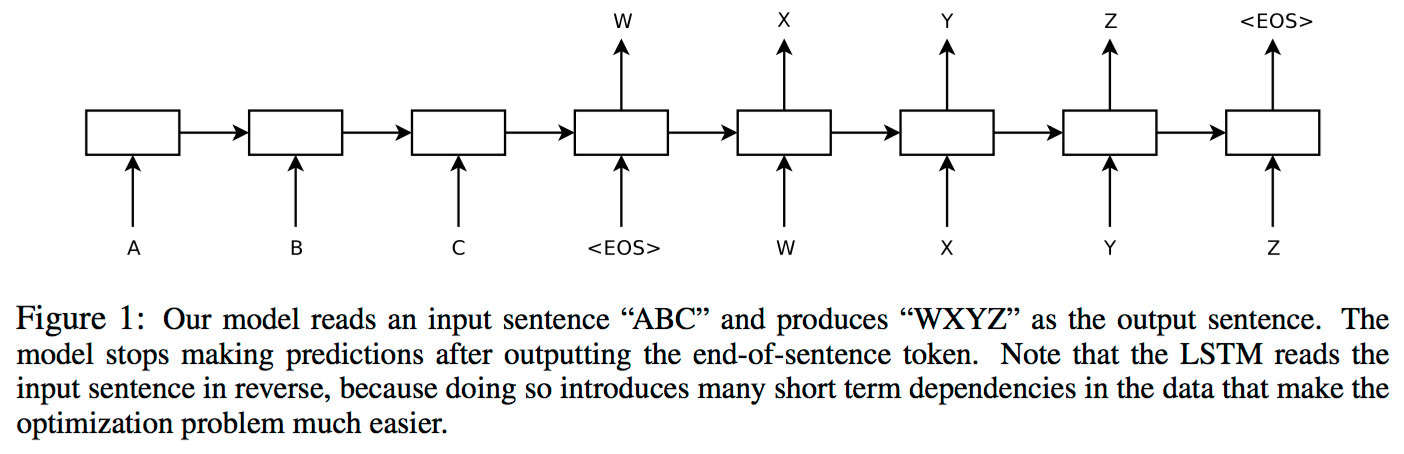 W X Y Z <EOS>
A B C <EOS> W X Y Z
Figure 1: Our model reads an input sentence “ABC” and produces “WXYZ” as the output sentence. The
model stops making predictions after outputting the end-of-sentence token. Note that the LSTM reads the
input sentence in reverse, because doing so introduces many short term dependencies in the data that make the
optimization problem much easier.